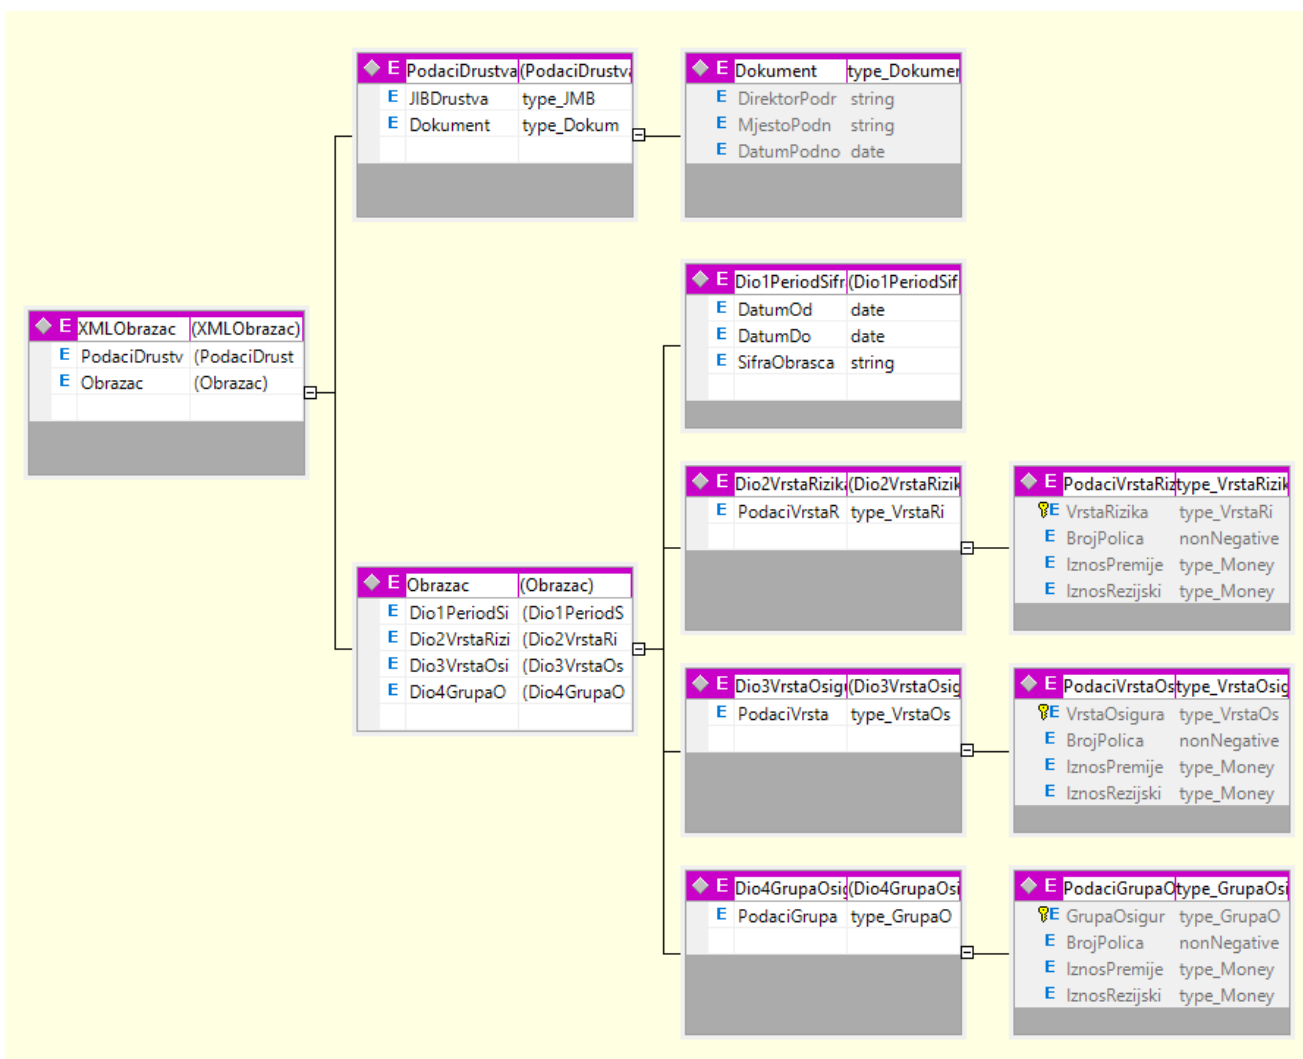 E PodaciDrustva (PodaciDrustv
E JIBDrustva type_JMB
E Dokument type_Dokum
E Dokument type_Dokumen
E DirektorPodr string
E MjestoPodn string
E DatumPodno date
E XMLObrazac (XMLObrazac)
E PodaciDrustv (PodaciDrust
E Obrazac (Obrazac)
E Dio1PeriodSifr (Dio1PeriodSif
E DatumOd date
E DatumDo date
E SifraObrasca string
E Obrazac (Obrazac)
E Dio1PeriodSi (Dio1PeriodS
E Dio2VrstaRizi (Dio2VrstaRi
E Dio3VrstaOsi (Dio3VrstaOs
E Dio4GrupaO (Dio4GrupaO
E Dio2VrstaRizika (Dio2VrstaRizik
E PodaciVrstaR type_VrstaRi
E PodaciVrstaRiz type_VrstaRizik
E VrstaRizika type_VrstaRi
E BrojPolica nonNegative
E IznosPremije type_Money
E IznosRezijski type_Money
E Dio3VrstaOsigu (Dio3VrstaOsig
E PodaciVrsta type_VrstaOs
E PodaciVrstaOs type_VrstaOsig
E VrstaOsigura type_VrstaOs
E BrojPolica nonNegative
E IznosPremije type_Money
E IznosRezijski type_Money
E Dio4GrupaOsig (Dio4GrupaOsi
E PodaciGrupa type_GrupaO
E PodaciGrupaO type_GrupaOsi
E GrupaOsigur type_GrupaO
E BrojPolica nonNegative
E IznosPremije type_Money
E IznosRezijski type_Money